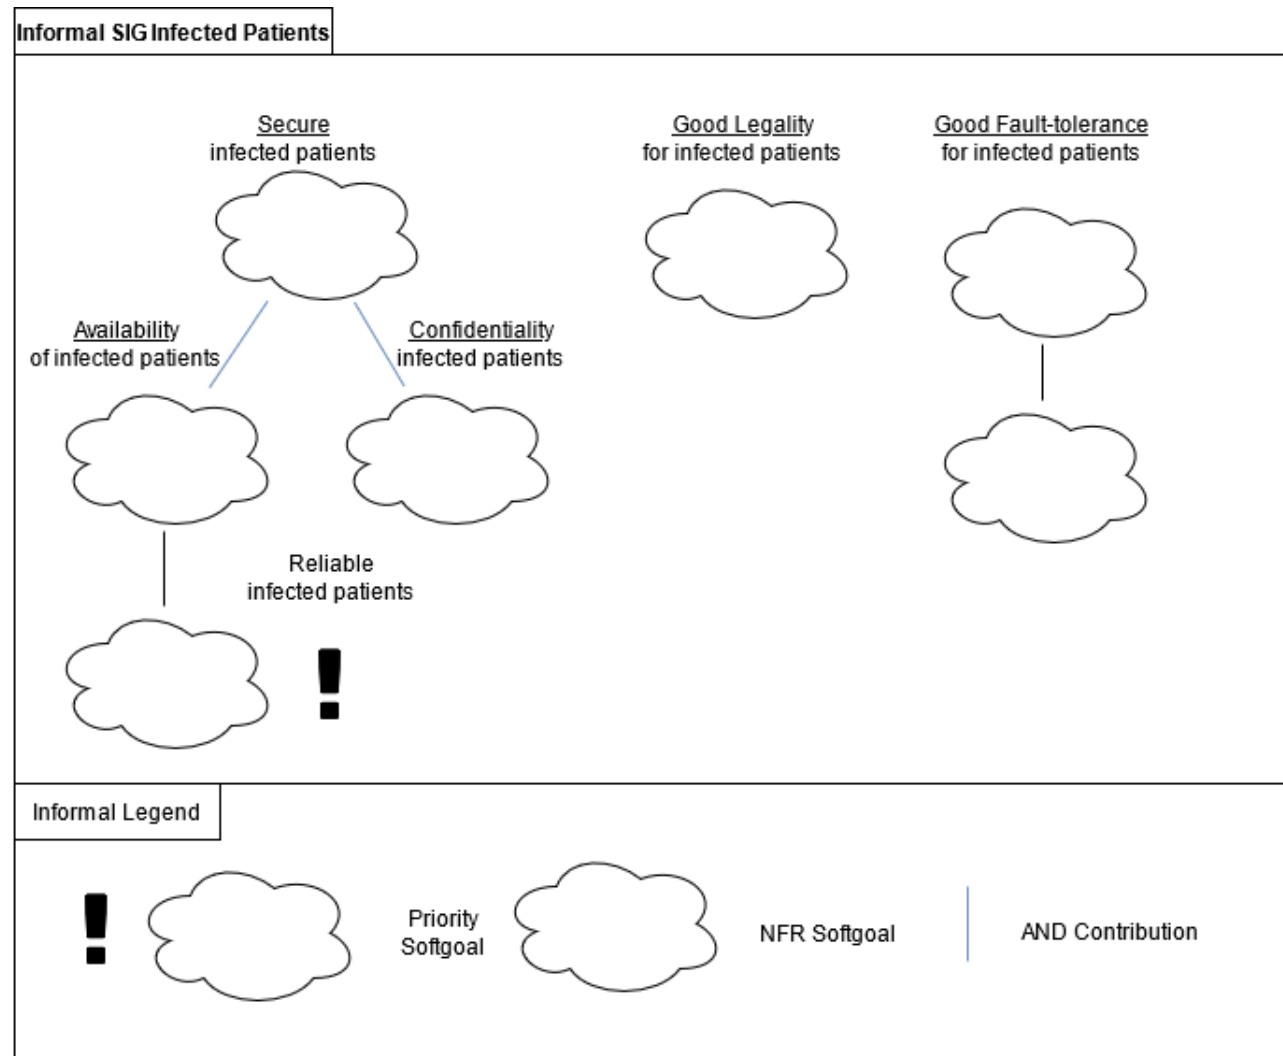 Informal SIG Infected Patients
Secure
infected patients
Good Legality
for infected patients
Good Fault-tolerance
for infected patients
Availability
of infected patients
Confidentiality
infected patients
Reliable
infected patients
!
Informal Legend
!
Priority
Softgoal
NFR Softgoal
AND Contribution